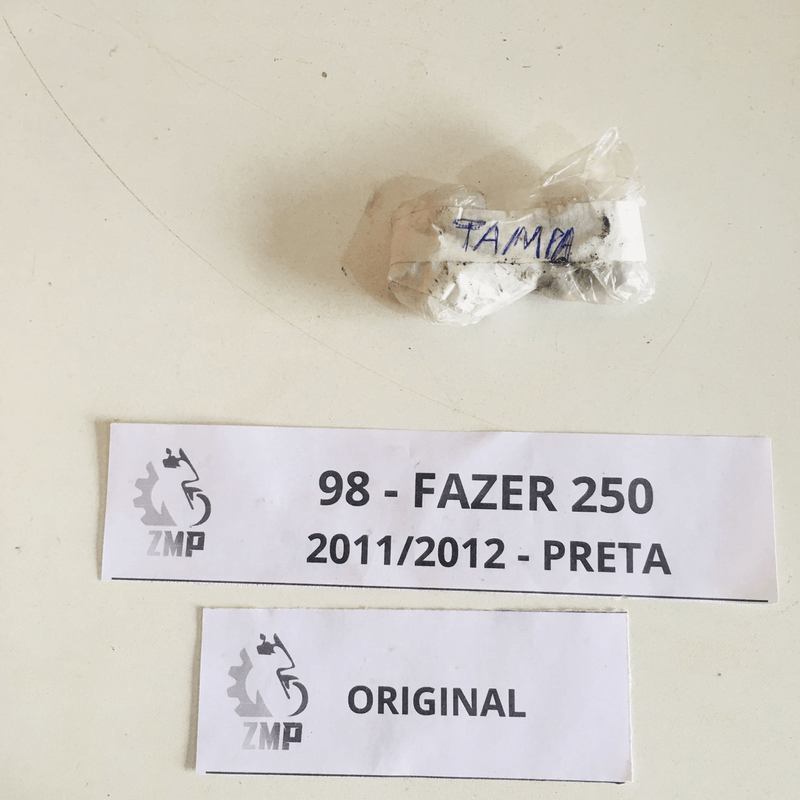 TAMPA
98 - FAZER 250
2011/2012 - PRETA
ZMP
ORIGINAL
ZMP